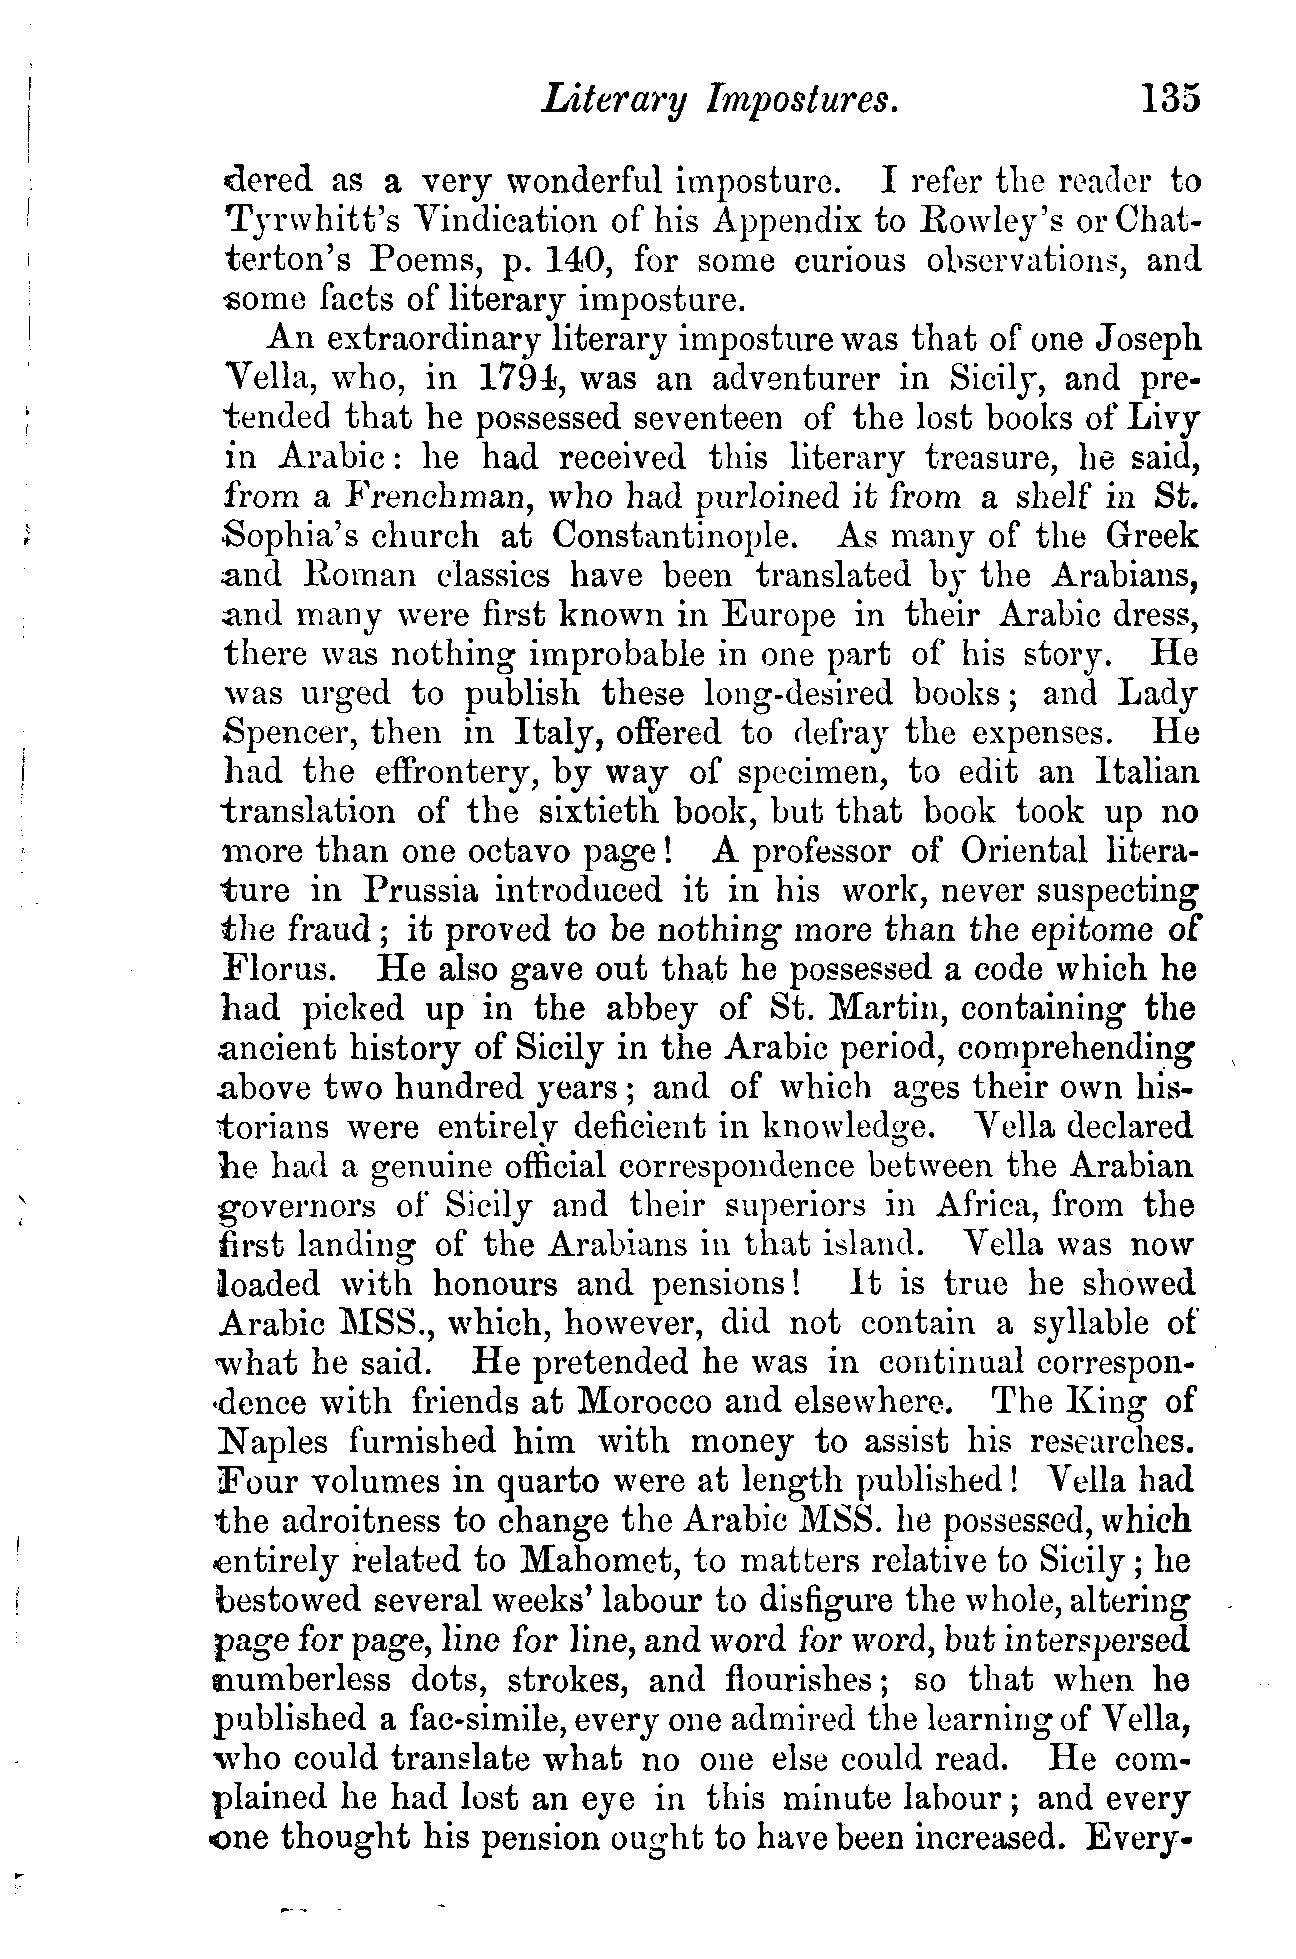 Literary Impostures. 135
dered as a very wonderful imposture. I refer the reader to
Tyrwhitt's Vindication of his Appendix to Rowley's or Chat-
terton's Poems, p. 140, for some curious observations, and
some facts of literary imposture.
An extraordinary literary imposture was that of one Joseph
Vella, who, in 1794, was an adventurer in Sicily, and pre-
tended that he possessed seventeen of the lost books of Livy
in Arabic: he had received this literary treasure, he said,
from a Frenchman, who had purloined it from a shelf in St.
Sophia's church at Constantinople. As many of the Greek
and Roman classics have been translated by the Arabians,
and many were first known in Europe in their Arabic dress,
there was nothing improbable in one part of his story. He
was urged to publish these long-desired books; and Lady
Spencer, then in Italy, offered to defray the expenses. He
had the effrontery, by way of specimen, to edit an Italian
translation of the sixtieth book, but that book took up no
more than one octavo page! A professor of Oriental litera-
ture in Prussia introduced it in his work, never suspecting
the fraud; it proved to be nothing more than the epitome of
Florus. He also gave out that he possessed a code which he
had picked up in the abbey of St. Martin, containing the
ancient history of Sicily in the Arabic period, comprehending
above two hundred years; and of which ages their own his-
torians were entirely deficient in knowledge. Vella declared
he had a genuine official correspondence between the Arabian
governors of Sicily and their superiors in Africa, from the
first landing of the Arabians in that island. Vella was now
loaded with honours and pensions! It is true he showed
Arabic MSS., which, however, did not contain a syllable of
what he said. He pretended he was in continual correspon-
dence with friends at Morocco and elsewhere. The King of
Naples furnished him with money to assist his researches.
Four volumes in quarto were at length published! Vella had
the adroitness to change the Arabic MSS. he possessed, which
entirely related to Mahomet, to matters relative to Sicily; he
bestowed several weeks' labour to disfigure the whole, altering
page for page, line for line, and word for word, but interspersed
numberless dots, strokes, and flourishes; so that when he
published a fac-simile, every one admired the learning of Vella,
who could translate what no one else could read. He com-
plained he had lost an eye in this minute labour; and every
one thought his pension ought to have been increased. Every-